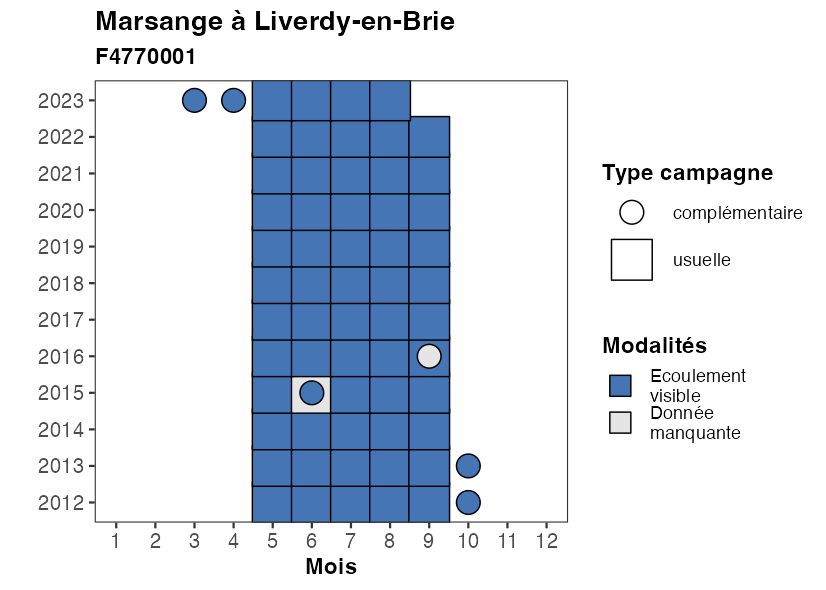 Marsange à Liverdy-en-Brie
F4770001
2023
2022
2021
2020
2019
2018
2017
2016
2015
2014
2013
2012
1 2 3 4 5 6 7 8 9 10 11 12
Mois
Type campagne
complémentaire
usuelle
Modalités
Ecoulement
visible
Donnée
manquante